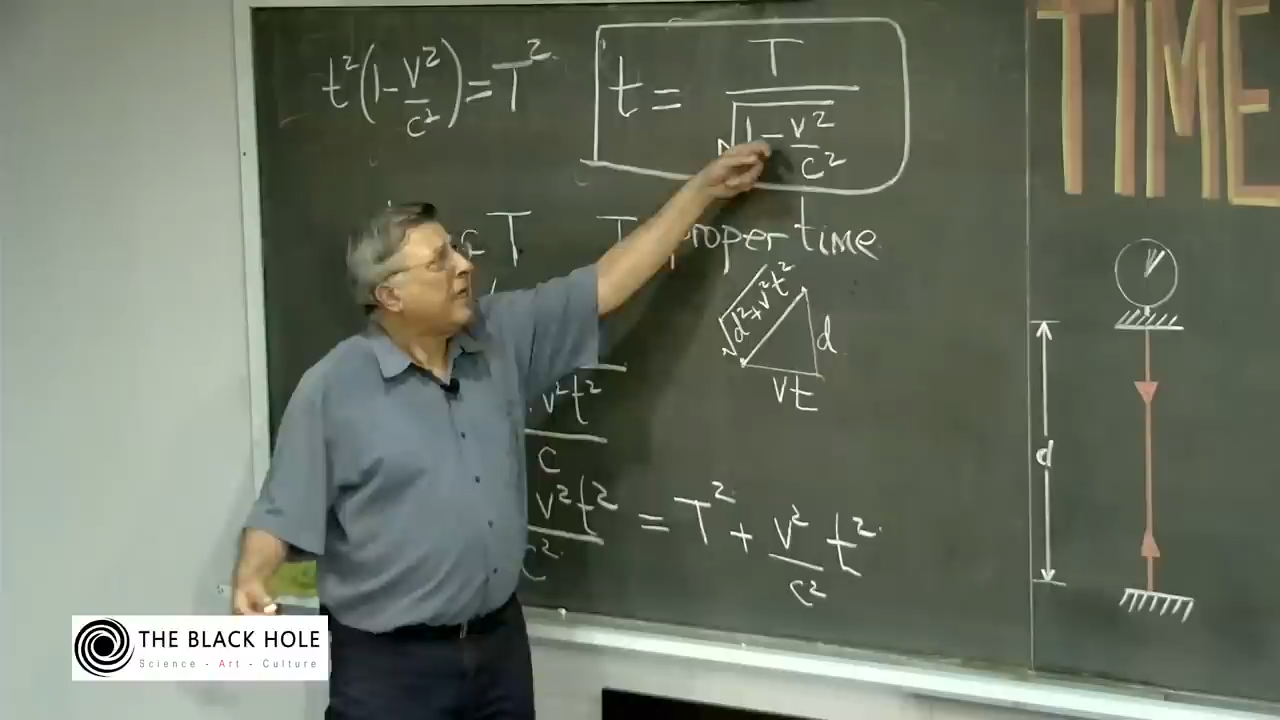 t²(1-v²/c²)=T²
t = T/√(1-v²/c²)
TIME
T
T proper time
√d²+v²t²
d
vt
v²t²
c
v²t²/c² = T² + v²/c² t²
d
THE BLACK HOLE
Science - Art - Culture